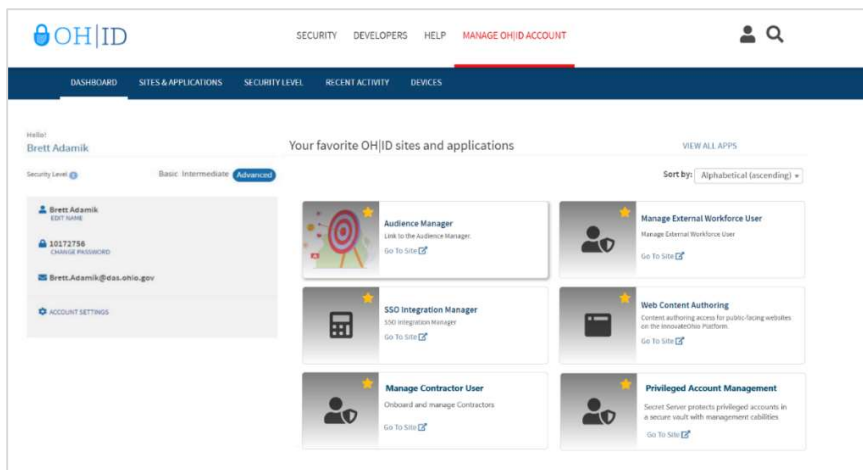 OH|ID
SECURITY DEVELOPERS HELP MANAGE OH|ID ACCOUNT
DASHBOARD SITES & APPLICATIONS SECURITY LEVEL RECENT ACTIVITY DEVICES
Hello!
Brett Adamik
Security Level Basic Intermediate Advanced
Brett Adamik
EDIT NAME
10172756
CHANGE PASSWORD
Brett.Adamik@das.ohio.gov
ACCOUNT SETTINGS
Your favorite OH|ID sites and applications
VIEW ALL APPS
Sort by: Alphabetical (ascending)
Audience Manager
Link to the Audience Manager.
Go To Site
Manage External Workforce User
Manage External Workforce User
Go To Site
SSO Integration Manager
SSO Integration Manager
Go To Site
Web Content Authoring
Content authoring access for public-facing websites
on the InnovateOhio Platform.
Go To Site
Manage Contractor User
Onboard and manage Contractors
Go To Site
Privileged Account Management
Secret Server protects privileged accounts in
a secure vault with management cabilities
Go To Site